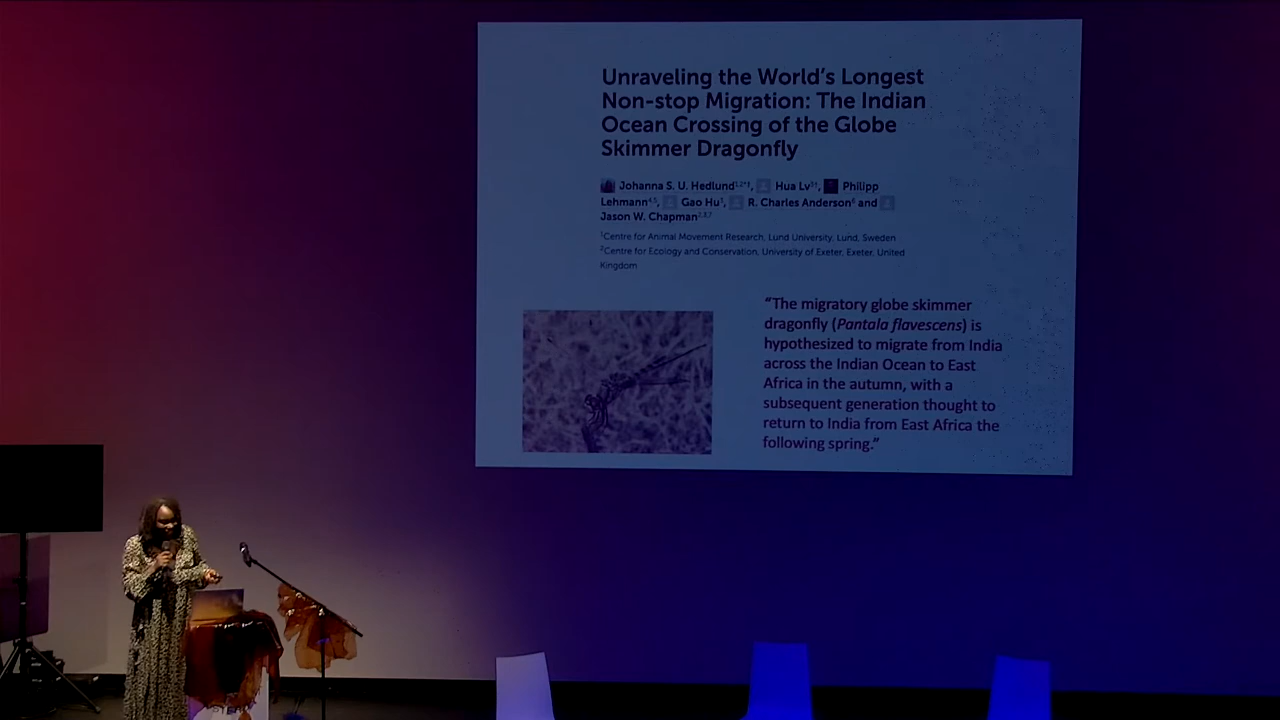 Unraveling the World's Longest
Non-stop Migration: The Indian
Ocean Crossing of the Globe
Skimmer Dragonfly
Johanna S. U. Hedlund, Hua Lv, Philipp
Lehmann, Gao Hu, R. Charles Anderson and
Jason W. Chapman
¹Centre for Animal Movement Research, Lund University, Lund, Sweden
²Centre for Ecology and Conservation, University of Exeter, Exeter, United
Kingdom
“The migratory globe skimmer
dragonfly (Pantala flavescens) is
hypothesized to migrate from India
across the Indian Ocean to East
Africa in the autumn, with a
subsequent generation thought to
return to India from East Africa the
following spring.”